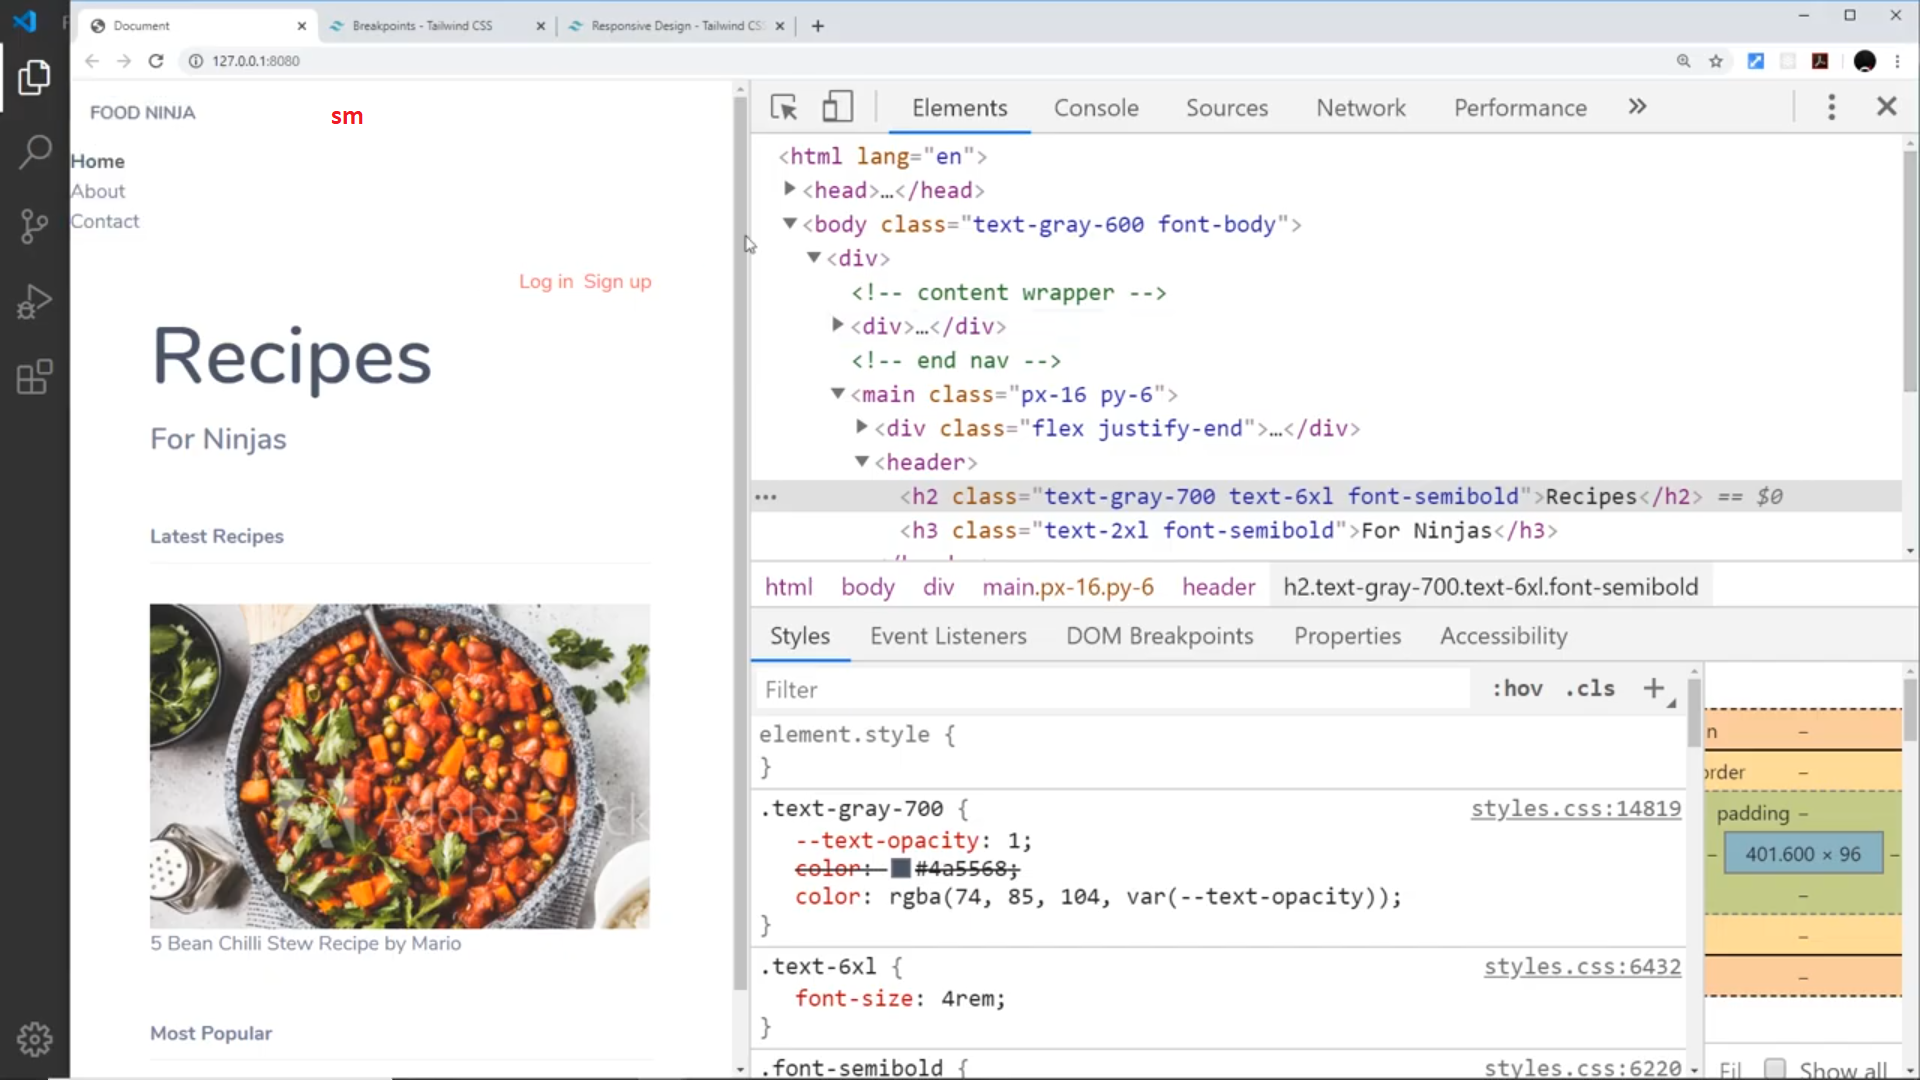 Document
Breakpoints - Tailwind CSS
Responsive Design - Tailwind CS
127.0.0.1:8080
FOOD NINJA
sm
Home
About
Contact
Log in Sign up
Recipes
For Ninjas
Latest Recipes
Adobe Stock
5 Bean Chilli Stew Recipe by Mario
Most Popular
Elements Console Sources Network Performance
<html lang="en">
<head>…</head>
<body class="text-gray-600 font-body">
<div>
<!-- content wrapper -->
<div>…</div>
<!-- end nav -->
<main class="px-16 py-6">
<div class="flex justify-end">…</div>
<header>
<h2 class="text-gray-700 text-6xl font-semibold">Recipes</h2> == $0
<h3 class="text-2xl font-semibold">For Ninjas</h3>
html body div main.px-16.py-6 header h2.text-gray-700.text-6xl.font-semibold
Styles Event Listeners DOM Breakpoints Properties Accessibility
Filter :hov .cls +
element.style {
}
.text-gray-700 { styles.css:14819
--text-opacity: 1;
color: #4a5568;
color: rgba(74, 85, 104, var(--text-opacity));
}
.text-6xl { styles.css:6432
font-size: 4rem;
}
.font-semibold { styles.css:6220
n –
order –
padding –
– 401.600 × 96 –
–
–
–
Fil Show all